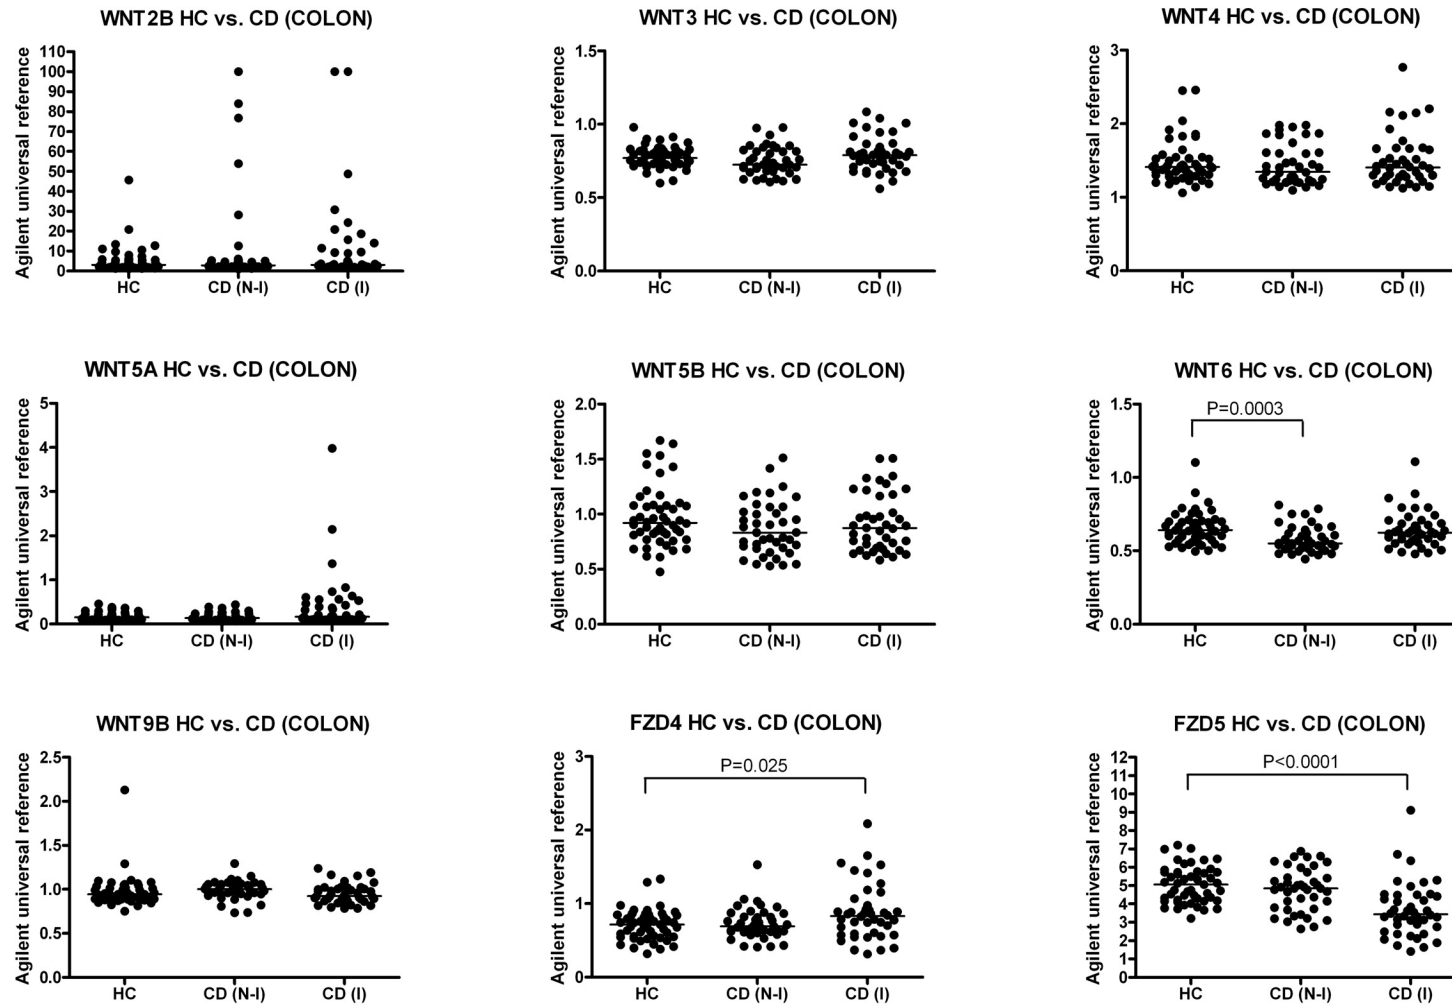 WNT2B HC vs. CD (COLON)
Agilent universal reference
110
100
90
80
70
60
50
40
30
20
10
0
HC
CD (N-I)
CD (I)
WNT3 HC vs. CD (COLON)
Agilent universal reference
1.5
1.0
0.5
0.0
HC
CD (N-I)
CD (I)
WNT4 HC vs. CD (COLON)
Agilent universal reference
3
2
1
0
HC
CD (N-I)
CD (I)
WNT5A HC vs. CD (COLON)
Agilent universal reference
5
4
3
2
1
0
HC
CD (N-I)
CD (I)
WNT5B HC vs. CD (COLON)
Agilent universal reference
2.0
1.5
1.0
0.5
0.0
HC
CD (N-I)
CD (I)
WNT6 HC vs. CD (COLON)
Agilent universal reference
1.5
1.0
0.5
0.0
P=0.0003
HC
CD (N-I)
CD (I)
WNT9B HC vs. CD (COLON)
Agilent universal reference
2.5
2.0
1.5
1.0
0.5
0.0
HC
CD (N-I)
CD (I)
FZD4 HC vs. CD (COLON)
Agilent universal reference
3
2
1
0
P=0.025
HC
CD (N-I)
CD (I)
FZD5 HC vs. CD (COLON)
Agilent universal reference
12
11
10
9
8
7
6
5
4
3
2
1
0
P<0.0001
HC
CD (N-I)
CD (I)